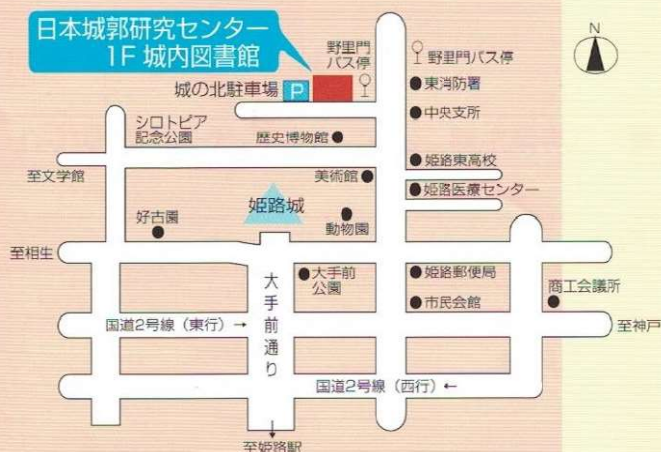 日本城郭研究センター
1F 城内図書館
野里門
バス停
野里門バス停
N
城の北駐車場 P
東消防署
中央支所
シロトピア
記念公園
歴史博物館
姫路東高校
至文学館
美術館
姫路医療センター
姫路城
好古園
動物園
至相生
大手前
公園
姫路郵便局
商工会議所
市民会館
大手前通り
国道2号線（東行）→
至神戸
国道2号線（西行）←
至姫路駅